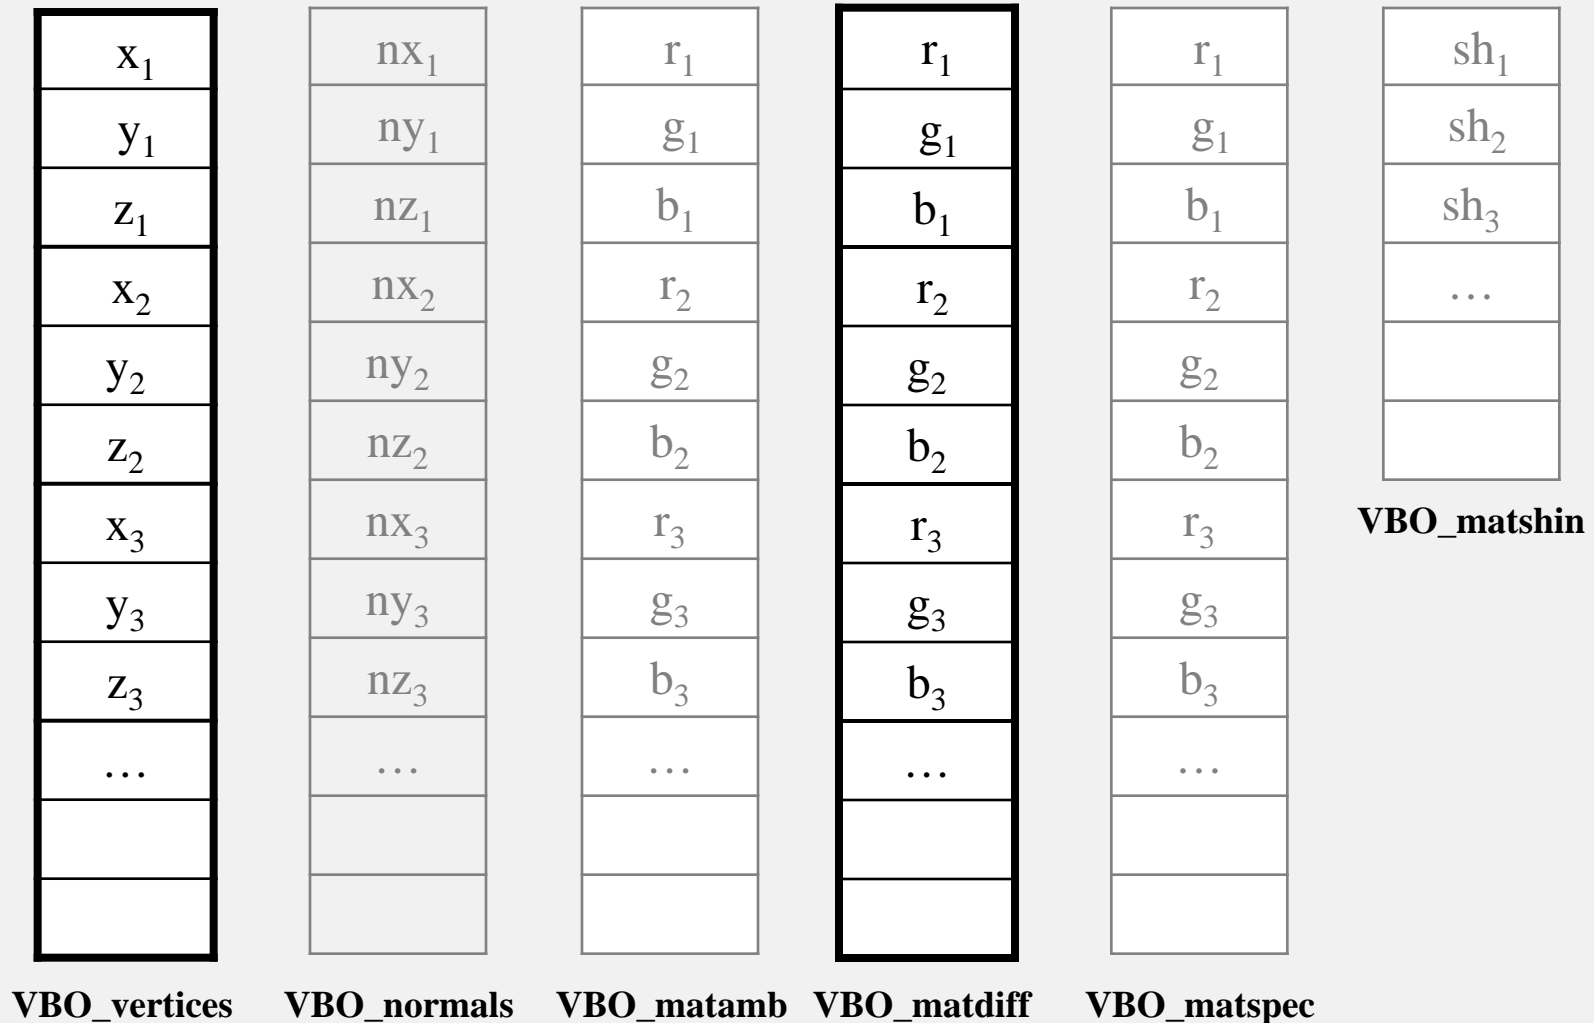 x₁ nx₁ r₁ r₁ r₁ sh₁
y₁ ny₁ g₁ g₁ g₁ sh₂
z₁ nz₁ b₁ b₁ b₁ sh₃
x₂ nx₂ r₂ r₂ r₂ …
y₂ ny₂ g₂ g₂ g₂
z₂ nz₂ b₂ b₂ b₂
x₃ nx₃ r₃ r₃ r₃ VBO_matshin
y₃ ny₃ g₃ g₃ g₃
z₃ nz₃ b₃ b₃ b₃
… … … … …
VBO_vertices VBO_normals VBO_matamb VBO_matdiff VBO_matspec